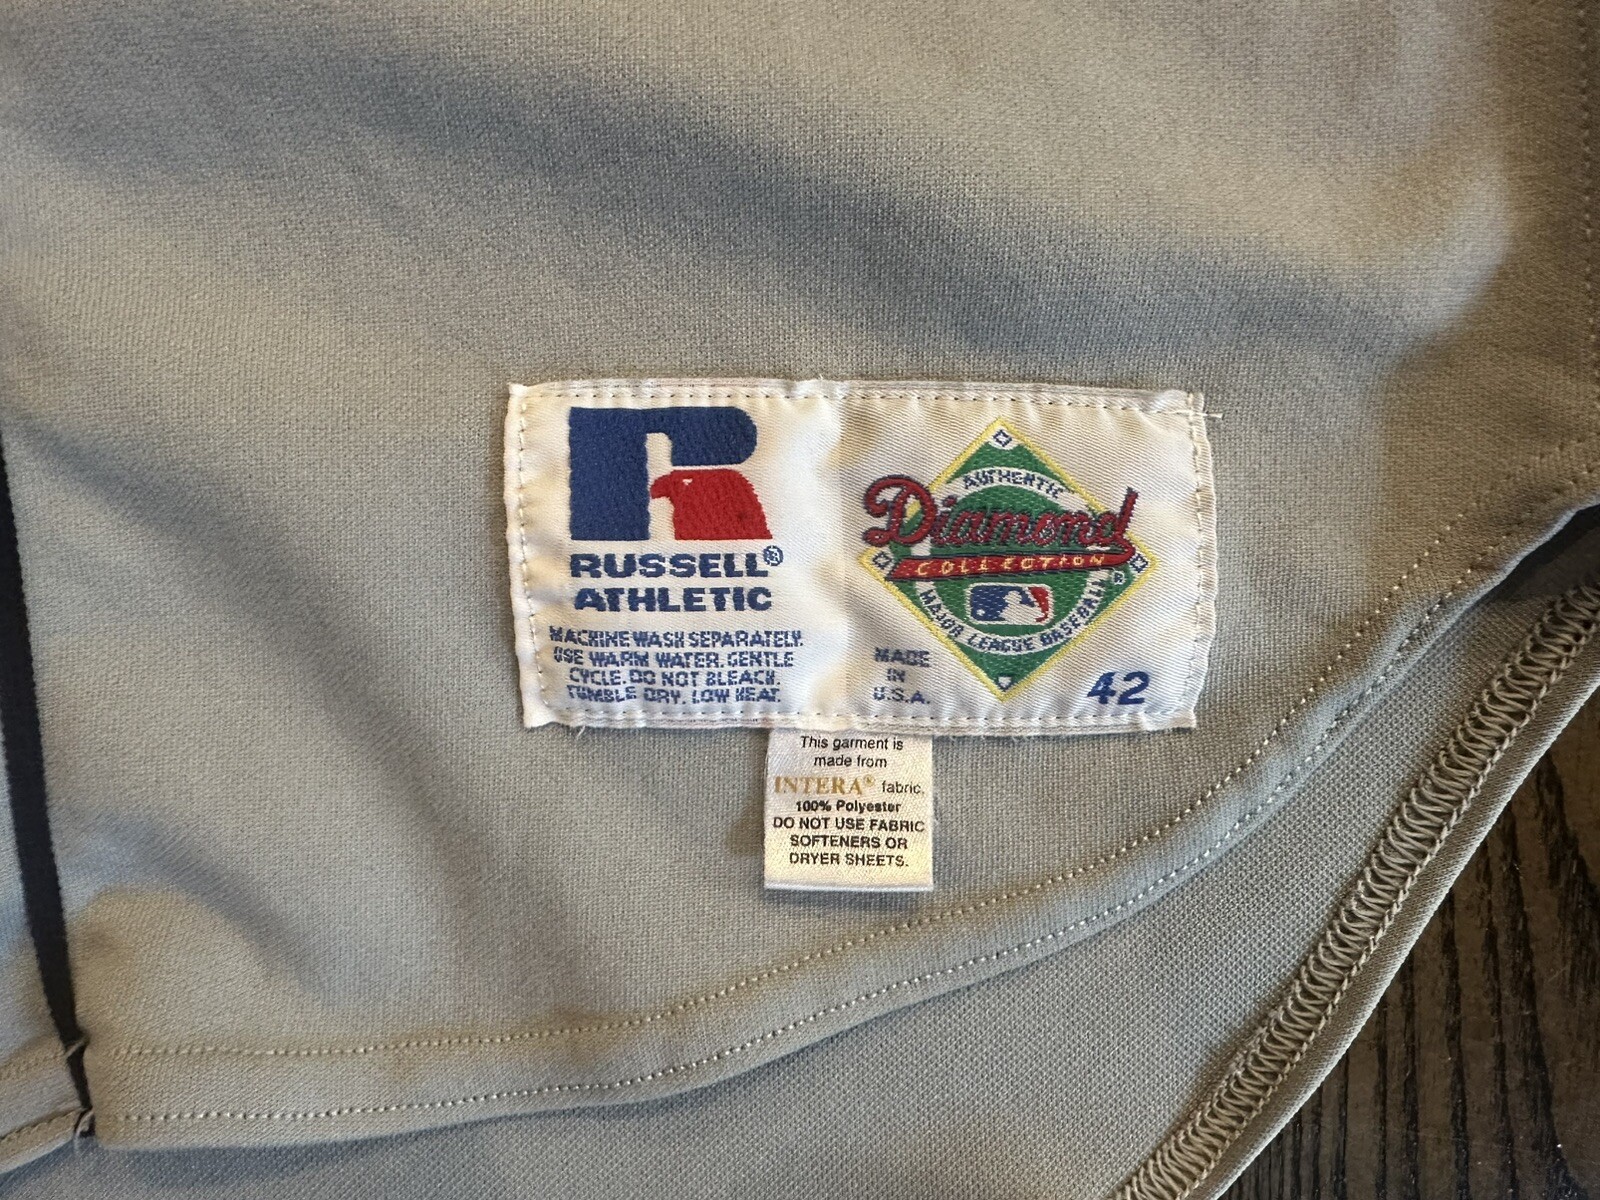 RUSSELL®
ATHLETIC
MACHINE WASH SEPARATELY.
USE WARM WATER. GENTLE
CYCLE. DO NOT BLEACH.
TUMBLE DRY. LOW HEAT.
AUTHENTIC
Diamond
COLLECTION
MAJOR LEAGUE BASEBALL®
MADE
IN
U.S.A.
42
This garment is
made from
INTERA® fabric.
100% Polyester
DO NOT USE FABRIC
SOFTENERS OR
DRYER SHEETS.